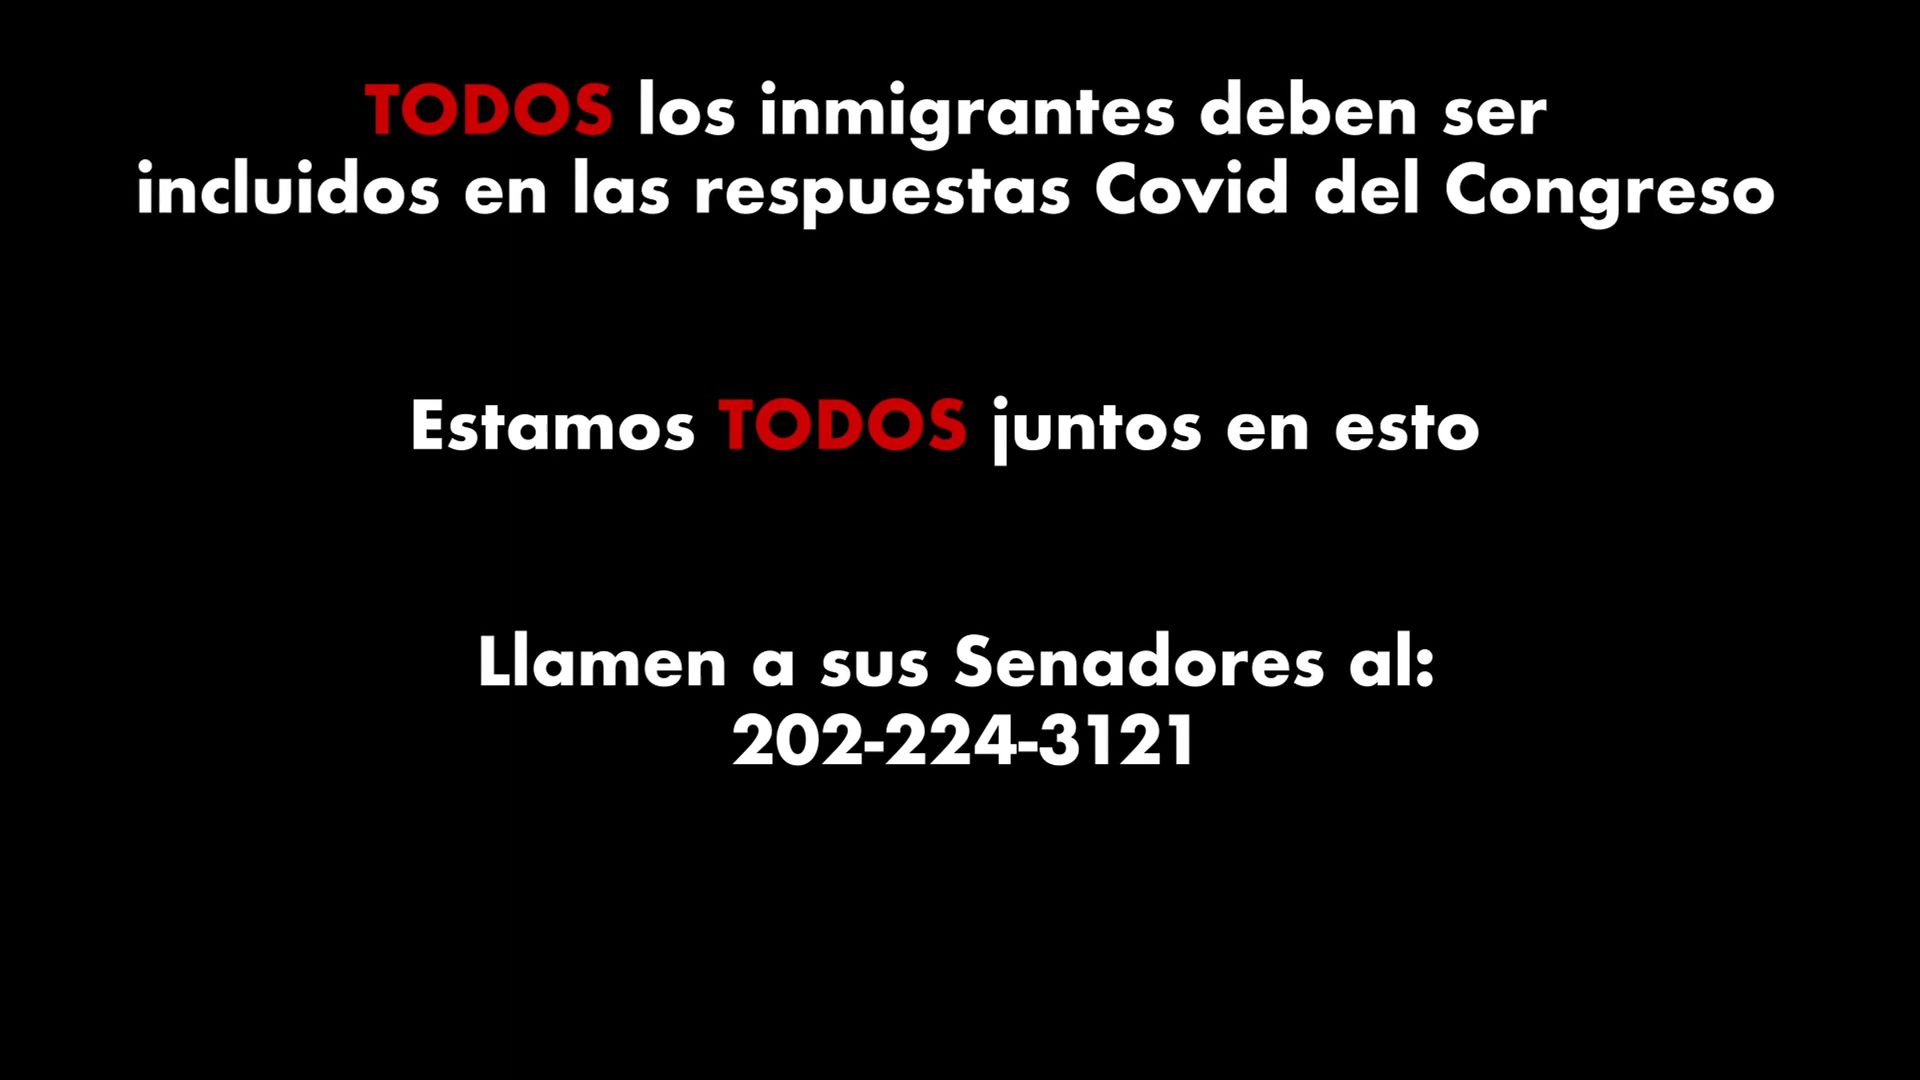 TODOS los inmigrantes deben ser
incluidos en las respuestas Covid del Congreso
Estamos TODOS juntos en esto
Llamen a sus Senadores al:
202-224-3121